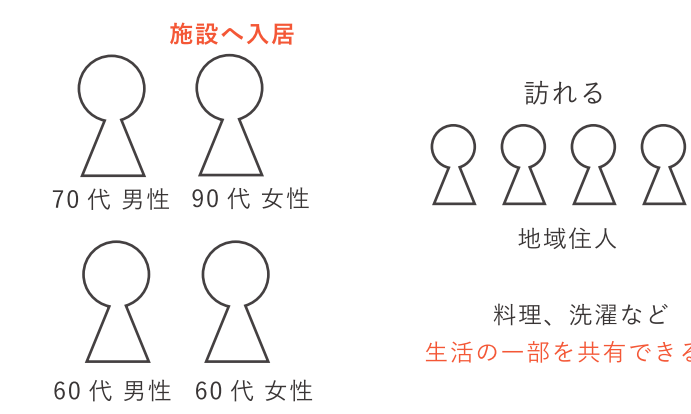 施設へ入居
70代 男性 90代 女性
60代 男性 60代 女性
訪れる
地域住人
料理、洗濯など
生活の一部を共有できる